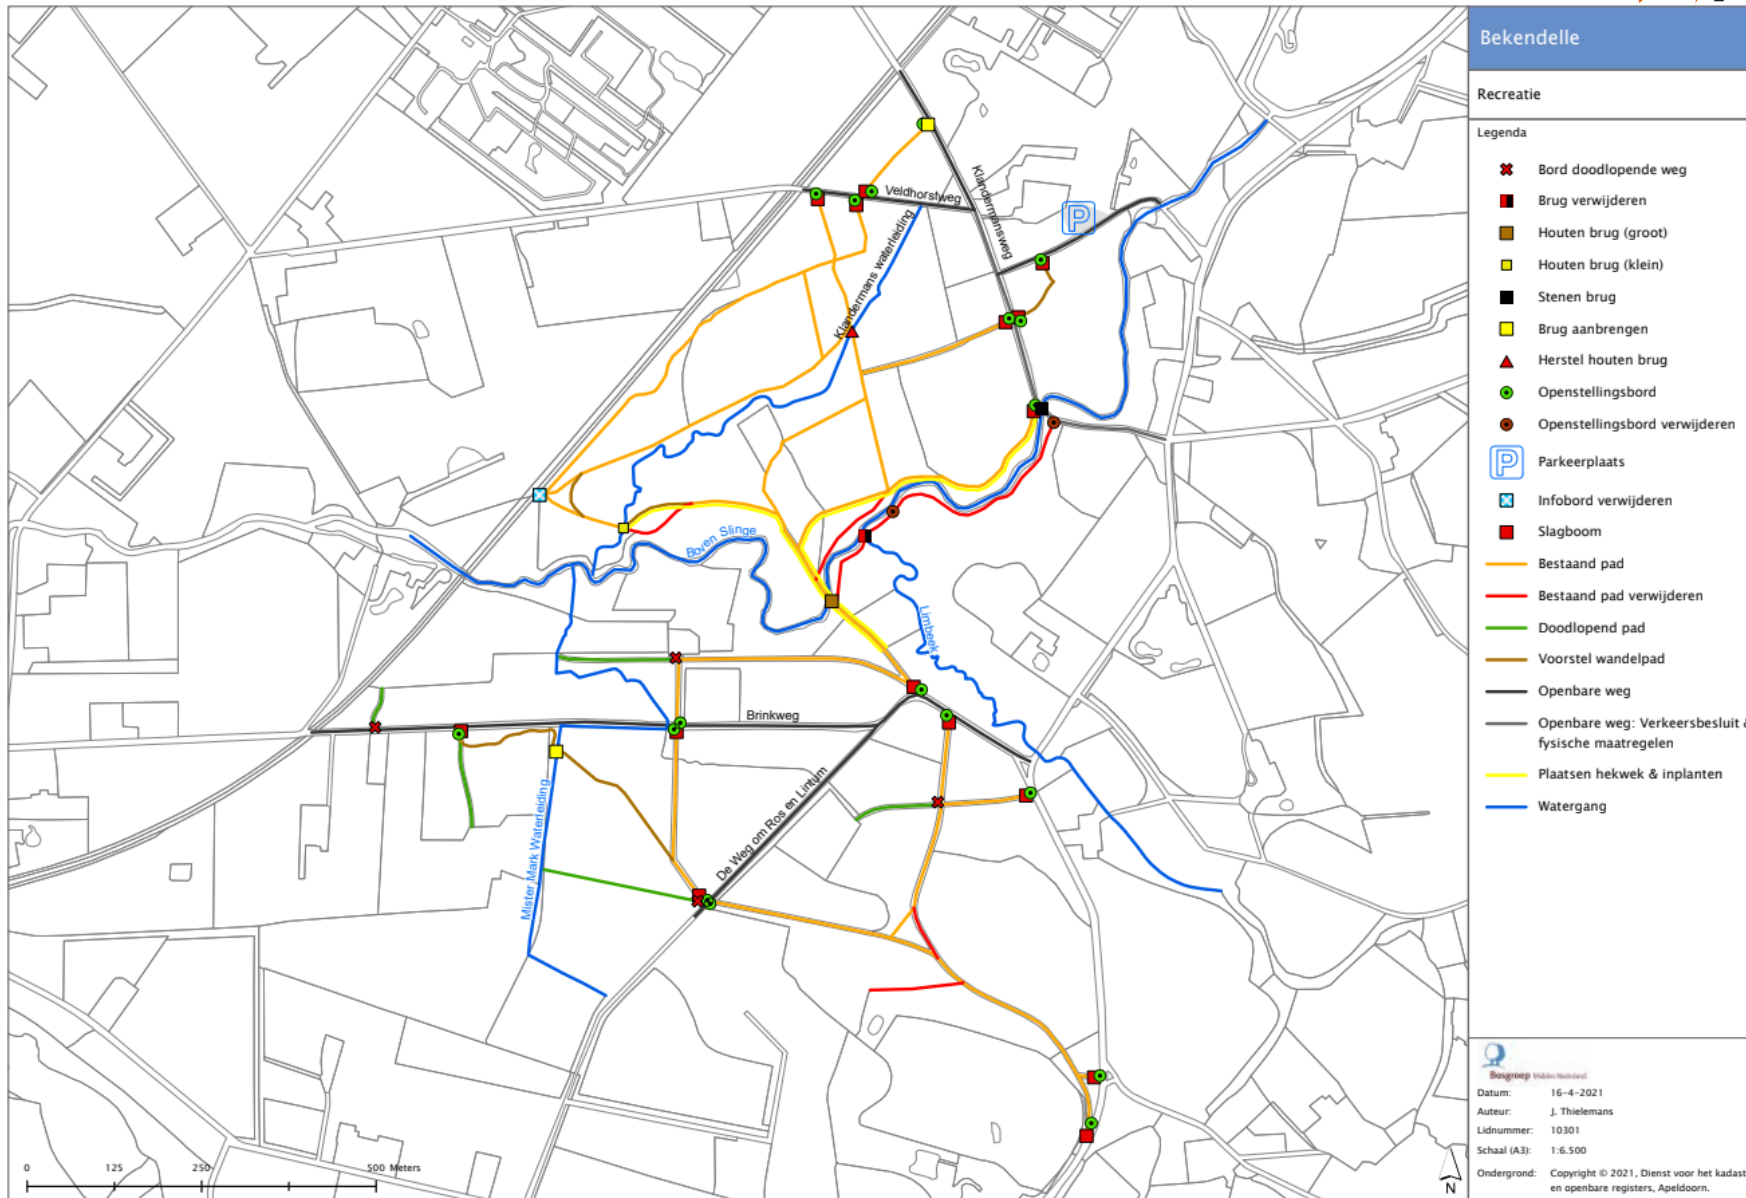 Bekendelle
Recreatie
Legenda
Bord doodlopende weg
Brug verwijderen
Houten brug (groot)
Houten brug (klein)
Stenen brug
Brug aanbrengen
Herstel houten brug
Openstellingsbord
Openstellingsbord verwijderen
P
Parkeerplaats
Infobord verwijderen
Slagboom
Bestaand pad
Bestaand pad verwijderen
Doodlopend pad
Voorstel wandelpad
Openbare weg
Openbare weg: Verkeersbesluit &
fysische maatregelen
Plaatsen hekwek & inplanten
Watergang
Veldhorstweg
Klandermansweg
P
Klandermans waterleiding
Boven Slinge
Limbeek
Brinkweg
De Weg om Ros en Lintum
Mister Mark Waterleiding
0 125 250 500 Meters
N
Bosgroep Midden Nederland
Datum: 16-4-2021
Auteur: J. Thielemans
Lidnummer: 10301
Schaal (A3): 1:6.500
Ondergrond: Copyright © 2021, Dienst voor het kadast
en openbare registers, Apeldoorn.